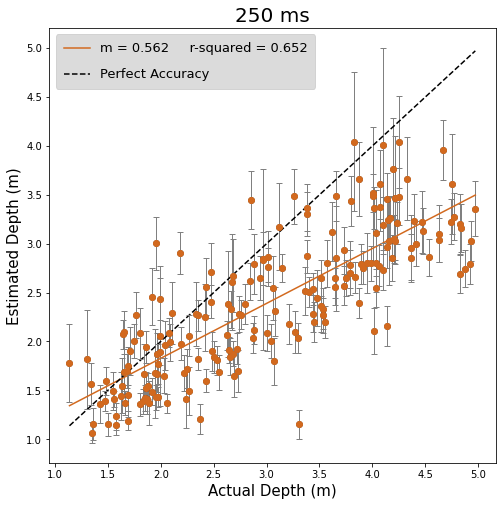 250 ms
m = 0.562 r-squared = 0.652
Perfect Accuracy
Estimated Depth (m)
5.0
4.5
4.0
3.5
3.0
2.5
2.0
1.5
1.0
1.0 1.5 2.0 2.5 3.0 3.5 4.0 4.5 5.0
Actual Depth (m)